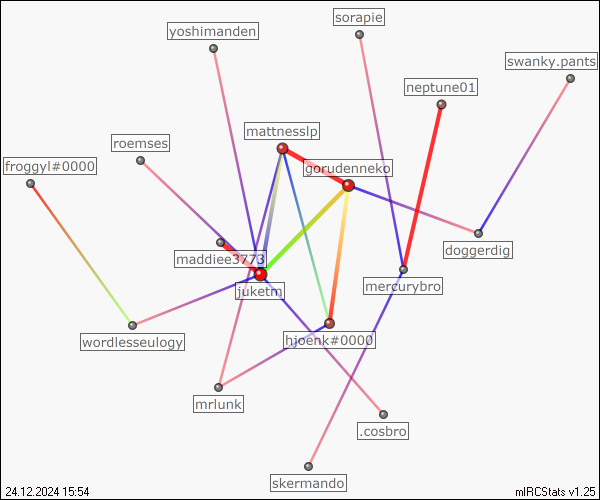 sorapie
yoshimanden
swanky.pants
neptune01
mattnesslp
roemses
gorudenneko
froggyl#0000
doggerdig
maddiee3773
mercurybro
juketm
hjoenk#0000
wordlesseulogy
mrlunk
.cosbro
skermando
24.12.2024 15:54
mIRCStats v1.25